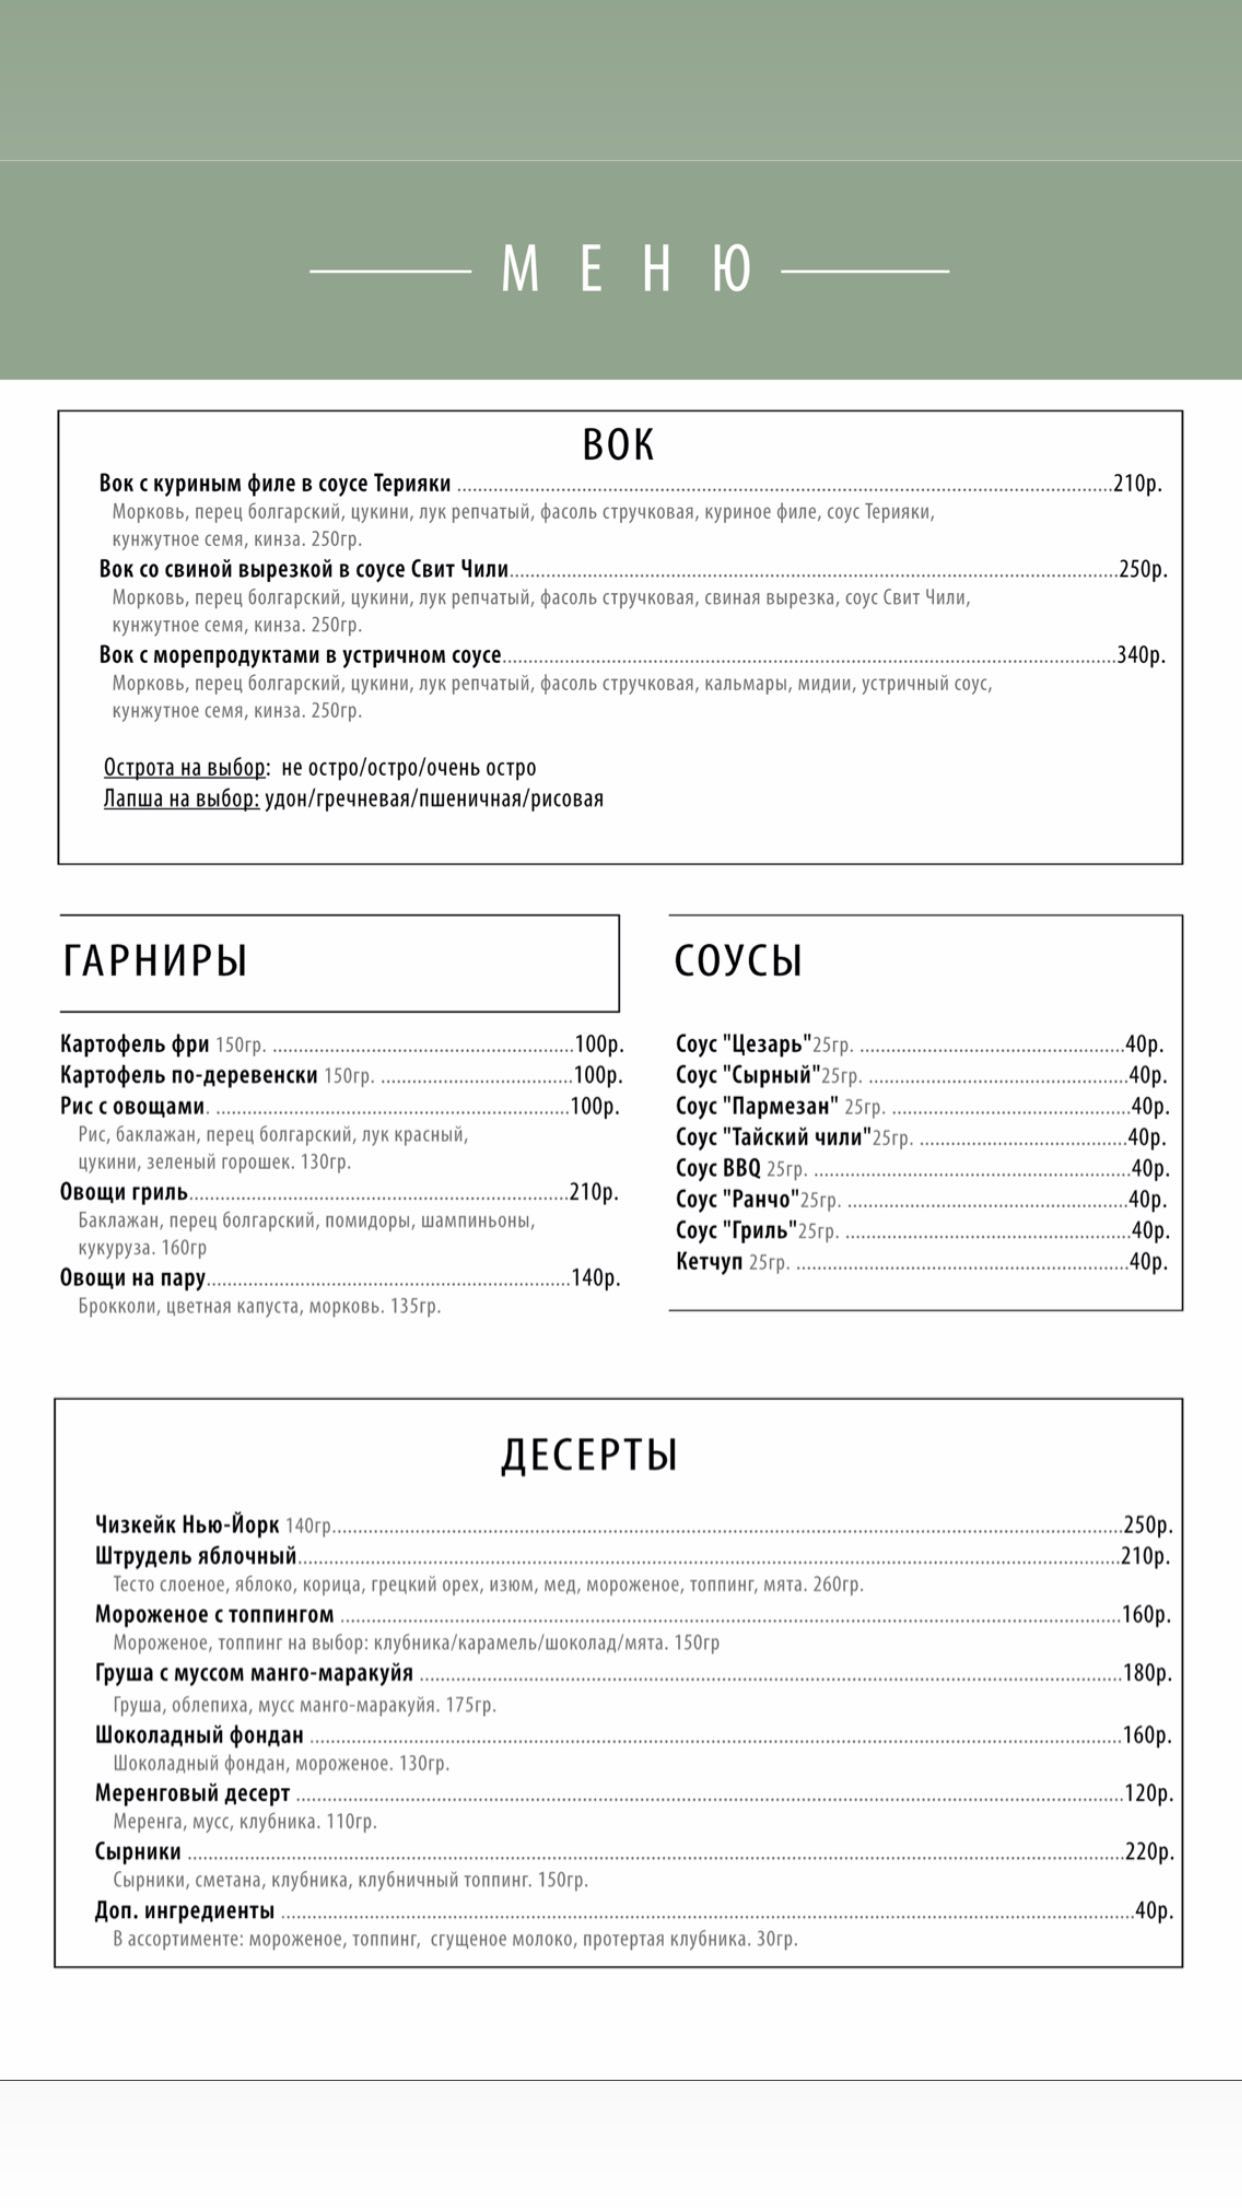 МЕНЮ
ВОК
Вок с куриным филе в соусе Терияки ........ 210р.
Морковь, перец болгарский, цукини, лук репчатый, фасоль стручковая, куриное филе, соус Терияки,
кунжутное семя, кинза. 250гр.
Вок со свиной вырезкой в соусе Свит Чили........ 250р.
Морковь, перец болгарский, цукини, лук репчатый, фасоль стручковая, свиная вырезка, соус Свит Чили,
кунжутное семя, кинза. 250гр.
Вок с морепродуктами в устричном соусе........ 340р.
Морковь, перец болгарский, цукини, лук репчатый, фасоль стручковая, кальмары, мидии, устричный соус,
кунжутное семя, кинза. 250гр.
Острота на выбор: не остро/остро/очень остро
Лапша на выбор: удон/гречневая/пшеничная/рисовая
ГАРНИРЫ
Картофель фри 150гр. ........ 100р.
Картофель по-деревенски 150гр. ........ 100р.
Рис с овощами. ........ 100р.
Рис, баклажан, перец болгарский, лук красный,
цукини, зеленый горошек. 130гр.
Овощи гриль........ 210р.
Баклажан, перец болгарский, помидоры, шампиньоны,
кукуруза. 160гр
Овощи на пару........ 140р.
Брокколи, цветная капуста, морковь. 135гр.
СОУСЫ
Соус "Цезарь"25гр. ........ 40р.
Соус "Сырный"25гр. ........ 40р.
Соус "Пармезан" 25гр. ........ 40р.
Соус "Тайский чили"25гр. ........ 40р.
Соус BBQ 25гр. ........ 40р.
Соус "Ранчо"25гр. ........ 40р.
Соус "Гриль"25гр. ........ 40р.
Кетчуп 25гр. ........ 40р.
ДЕСЕРТЫ
Чизкейк Нью-Йорк 140гр........ 250р.
Штрудель яблочный........ 210р.
Тесто слоеное, яблоко, корица, грецкий орех, изюм, мед, мороженое, топпинг, мята. 260гр.
Мороженое с топпингом ........ 160р.
Мороженое, топпинг на выбор: клубника/карамель/шоколад/мята. 150гр
Груша с муссом манго-маракуйя ........ 180р.
Груша, облепиха, мусс манго-маракуйя. 175гр.
Шоколадный фондан ........ 160р.
Шоколадный фондан, мороженое. 130гр.
Меренговый десерт ........ 120р.
Меренга, мусс, клубника. 110гр.
Сырники ........ 220р.
Сырники, сметана, клубника, клубничный топпинг. 150гр.
Доп. ингредиенты ........ 40р.
В ассортименте: мороженое, топпинг, сгущеное молоко, протертая клубника. 30гр.